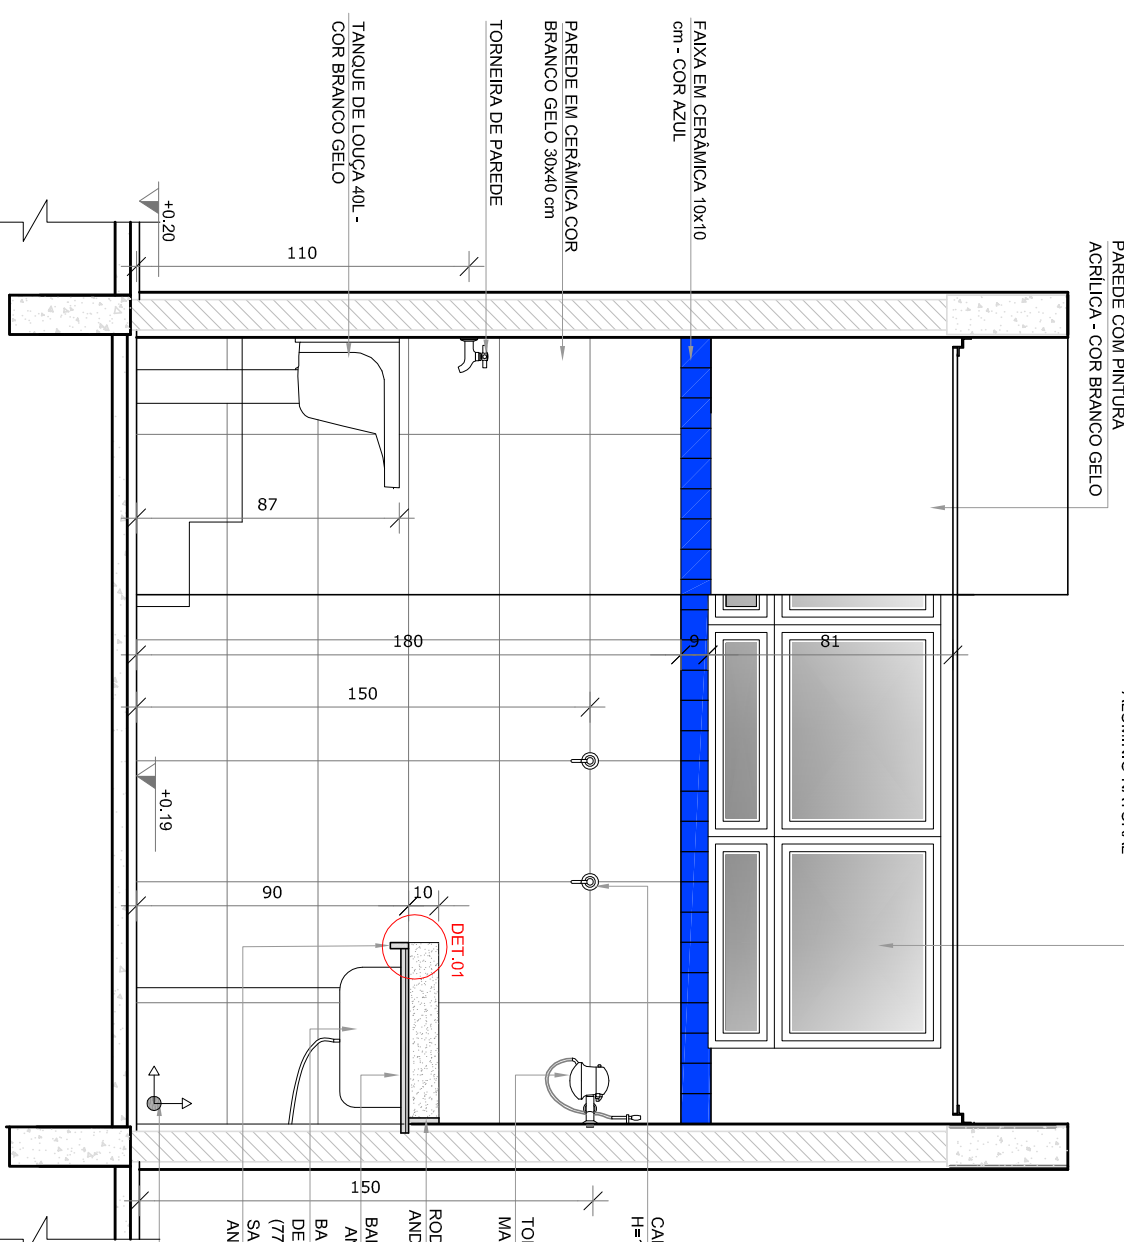 PAREDE COM PINTURA
ACRÍLICA - COR BRANCO GELO
FAIXA EM CERÂMICA 10x10
cm - COR AZUL
PAREDE EM CERÂMICA COR
BRANCO GELO 30x40 cm
TORNEIRA DE PAREDE
TANQUE DE LOUÇA 40L -
COR BRANCO GELO
+0.20
110
87
180
9
81
150
+0.19
90
10
DET.01
150